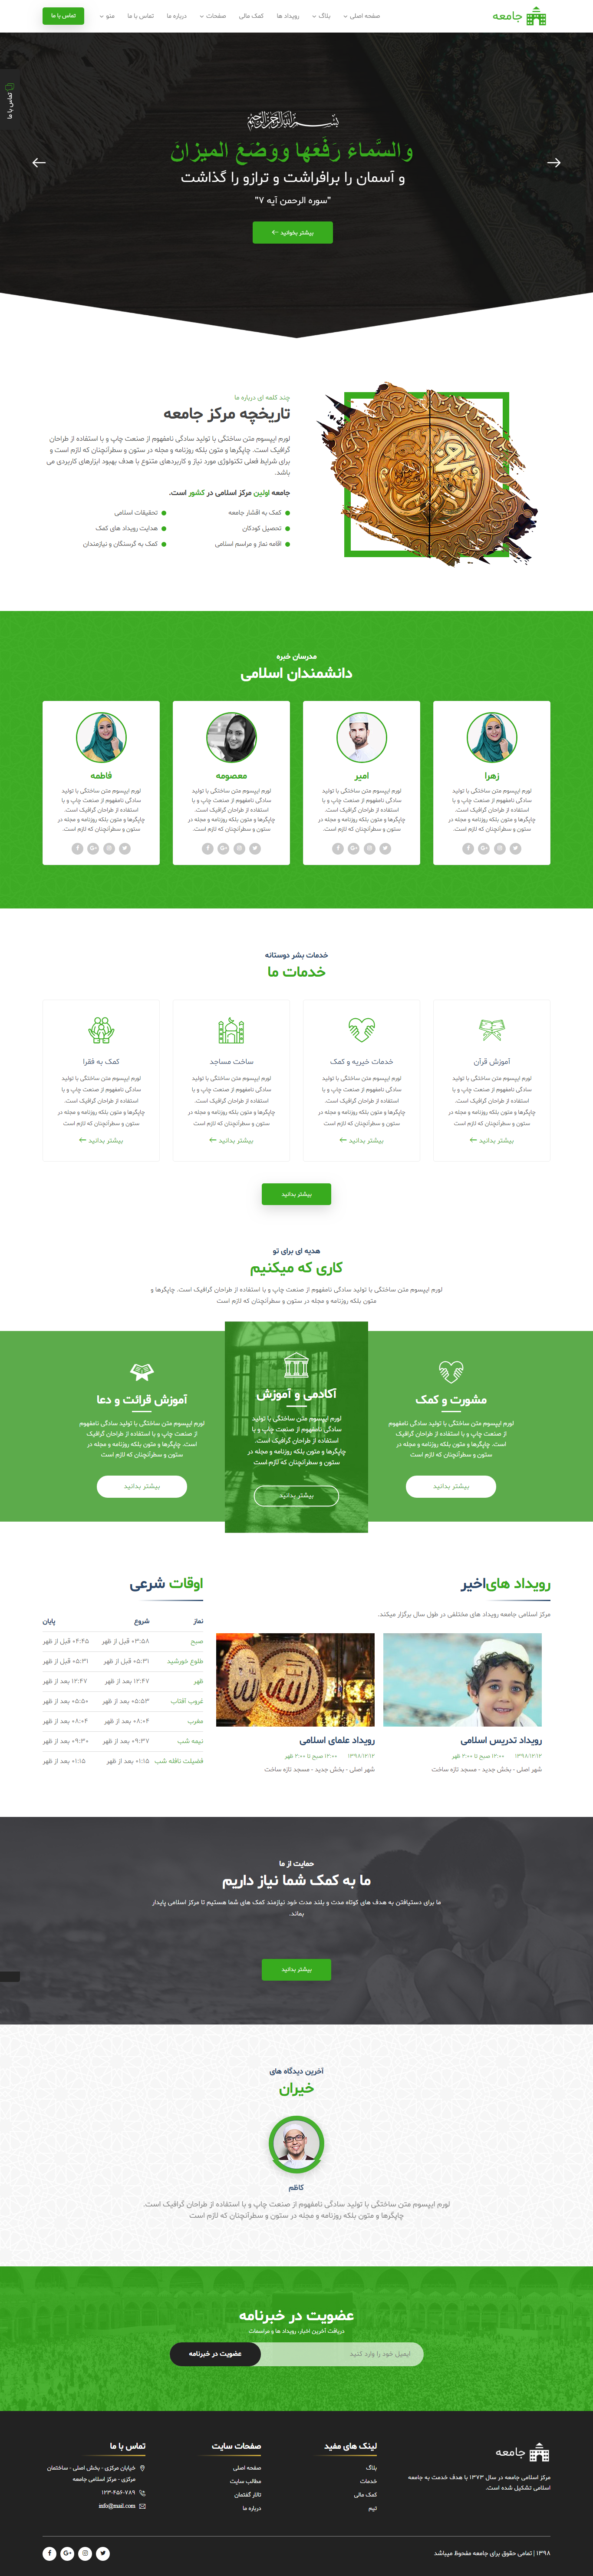 جامعه
صفحه اصلی
بلاگ
رویداد ها
کمک مالی
صفحات
درباره ما
تماس با ما
منو
تماس با ما
تماس با ما
والسَّماءَ رَفَعَها ووَضَعَ الميزان
و آسمان را برافراشت و ترازو را گذاشت
"سوره الرحمن آیه ۷"
بیشتر بخوانید
چند کلمه ای درباره ما
تاریخچه مرکز جامعه
لورم ایپسوم متن ساختگی با تولید سادگی نامفهوم از صنعت چاپ و با استفاده از طراحان
گرافیک است. چاپگرها و متون بلکه روزنامه و مجله در ستون و سطرآنچنان که لازم است و
برای شرایط فعلی تکنولوژی مورد نیاز و کاربردهای متنوع با هدف بهبود ابزارهای کاربردی می
باشد.
جامعه اولین مرکز اسلامی در کشور است.
کمک به اقشار جامعه
تحقیقات اسلامی
تحصیل کودکان
هدایت رویداد های کمک
اقامه نماز و مراسم اسلامی
کمک به گرسنگان و نیازمندان
مدرسان خبره
دانشمندان اسلامی
زهرا
لورم ایپسوم متن ساختگی با تولید
سادگی نامفهوم از صنعت چاپ و با
استفاده از طراحان گرافیک است.
چاپگرها و متون بلکه روزنامه و مجله در
ستون و سطرآنچنان که لازم است.
امیر
لورم ایپسوم متن ساختگی با تولید
سادگی نامفهوم از صنعت چاپ و با
استفاده از طراحان گرافیک است.
چاپگرها و متون بلکه روزنامه و مجله در
ستون و سطرآنچنان که لازم است.
معصومه
لورم ایپسوم متن ساختگی با تولید
سادگی نامفهوم از صنعت چاپ و با
استفاده از طراحان گرافیک است.
چاپگرها و متون بلکه روزنامه و مجله در
ستون و سطرآنچنان که لازم است.
فاطمه
لورم ایپسوم متن ساختگی با تولید
سادگی نامفهوم از صنعت چاپ و با
استفاده از طراحان گرافیک است.
چاپگرها و متون بلکه روزنامه و مجله در
ستون و سطرآنچنان که لازم است.
خدمات بشر دوستانه
خدمات ما
آموزش قرآن
لورم ایپسوم متن ساختگی با تولید
سادگی نامفهوم از صنعت چاپ و با
استفاده از طراحان گرافیک است.
چاپگرها و متون بلکه روزنامه و مجله در
ستون و سطرآنچنان که لازم است
بیشتر بدانید
خدمات خیریه و کمک
لورم ایپسوم متن ساختگی با تولید
سادگی نامفهوم از صنعت چاپ و با
استفاده از طراحان گرافیک است.
چاپگرها و متون بلکه روزنامه و مجله در
ستون و سطرآنچنان که لازم است
بیشتر بدانید
ساخت مساجد
لورم ایپسوم متن ساختگی با تولید
سادگی نامفهوم از صنعت چاپ و با
استفاده از طراحان گرافیک است.
چاپگرها و متون بلکه روزنامه و مجله در
ستون و سطرآنچنان که لازم است
بیشتر بدانید
کمک به فقرا
لورم ایپسوم متن ساختگی با تولید
سادگی نامفهوم از صنعت چاپ و با
استفاده از طراحان گرافیک است.
چاپگرها و متون بلکه روزنامه و مجله در
ستون و سطرآنچنان که لازم است
بیشتر بدانید
بیشتر بدانید
هدیه ای برای تو
کاری که میکنیم
لورم ایپسوم متن ساختگی با تولید سادگی نامفهوم از صنعت چاپ و با استفاده از طراحان گرافیک است. چاپگرها و
متون بلکه روزنامه و مجله در ستون و سطرآنچنان که لازم است
مشورت و کمک
لورم ایپسوم متن ساختگی با تولید سادگی نامفهوم
از صنعت چاپ و با استفاده از طراحان گرافیک
است. چاپگرها و متون بلکه روزنامه و مجله در
ستون و سطرآنچنان که لازم است
بیشتر بدانید
آکادمی و آموزش
لورم ایپسوم متن ساختگی با تولید
سادگی نامفهوم از صنعت چاپ و با
استفاده از طراحان گرافیک است.
چاپگرها و متون بلکه روزنامه و مجله در
ستون و سطرآنچنان که لازم است
بیشتر بدانید
آموزش قرائت و دعا
لورم ایپسوم متن ساختگی با تولید سادگی نامفهوم
از صنعت چاپ و با استفاده از طراحان گرافیک
است. چاپگرها و متون بلکه روزنامه و مجله در
ستون و سطرآنچنان که لازم است
بیشتر بدانید
رویداد های اخیر
مرکز اسلامی جامعه رویداد های مختلفی در طول سال برگزار میکند.
رویداد تدریس اسلامی
۱۳۹۸/۱۲/۱۲ ۱۲:۰۰ صبح تا ۲:۰۰ ظهر
شهر اصلی - بخش جدید - مسجد تازه ساخت
رویداد علمای اسلامی
۱۳۹۸/۱۲/۱۲ ۱۲:۰۰ صبح تا ۲:۰۰ ظهر
شهر اصلی - بخش جدید - مسجد تازه ساخت
اوقات شرعی
نماز شروع پایان
صبح ۰۳:۵۸ قبل از ظهر ۰۴:۲۵ قبل از ظهر
طلوع خورشید ۰۵:۳۱ قبل از ظهر ۰۵:۳۱ قبل از ظهر
ظهر ۱۲:۴۷ بعد از ظهر ۱۲:۴۷ بعد از ظهر
غروب آفتاب ۰۵:۵۳ بعد از ظهر ۰۵:۵۰ بعد از ظهر
مغرب ۰۸:۰۴ بعد از ظهر ۰۸:۰۴ بعد از ظهر
نیمه شب ۰۹:۳۷ بعد از ظهر ۰۹:۳۰ بعد از ظهر
فضیلت نافله شب ۰۱:۱۵ بعد از ظهر ۰۱:۱۵ بعد از ظهر
حمایت از ما
ما به کمک شما نیاز داریم
ما برای دستیافتن به هدف های کوتاه مدت و بلند مدت خود نیازمند کمک های شما هستیم تا مرکز اسلامی پایدار
بماند.
بیشتر بدانید
آخرین دیدگاه های
خیران
کاظم
لورم ایپسوم متن ساختگی با تولید سادگی نامفهوم از صنعت چاپ و با استفاده از طراحان گرافیک است.
چاپگرها و متون بلکه روزنامه و مجله در ستون و سطرآنچنان که لازم است
عضویت در خبرنامه
دریافت آخرین اخبار، رویداد ها و مراسمات
ایمیل خود را وارد کنید
عضویت در خبرنامه
جامعه
مرکز اسلامی جامعه در سال ۱۳۷۳ با هدف خدمت به جامعه
اسلامی تشکیل شده است.
لینک های مفید
بلاگ
خدمات
کمک مالی
تیم
صفحات سایت
صفحه اصلی
مطالب سایت
تالار گفتمان
درباره ما
تماس با ما
خیابان مرکزی - بخش اصلی - ساختمان
مرکزی - مرکز اسلامی جامعه
۱۲۳-۴۵۶-۷۸۹
info@mail.com
۱۳۹۸ | تمامی حقوق برای جامعه محفوظ میباشد